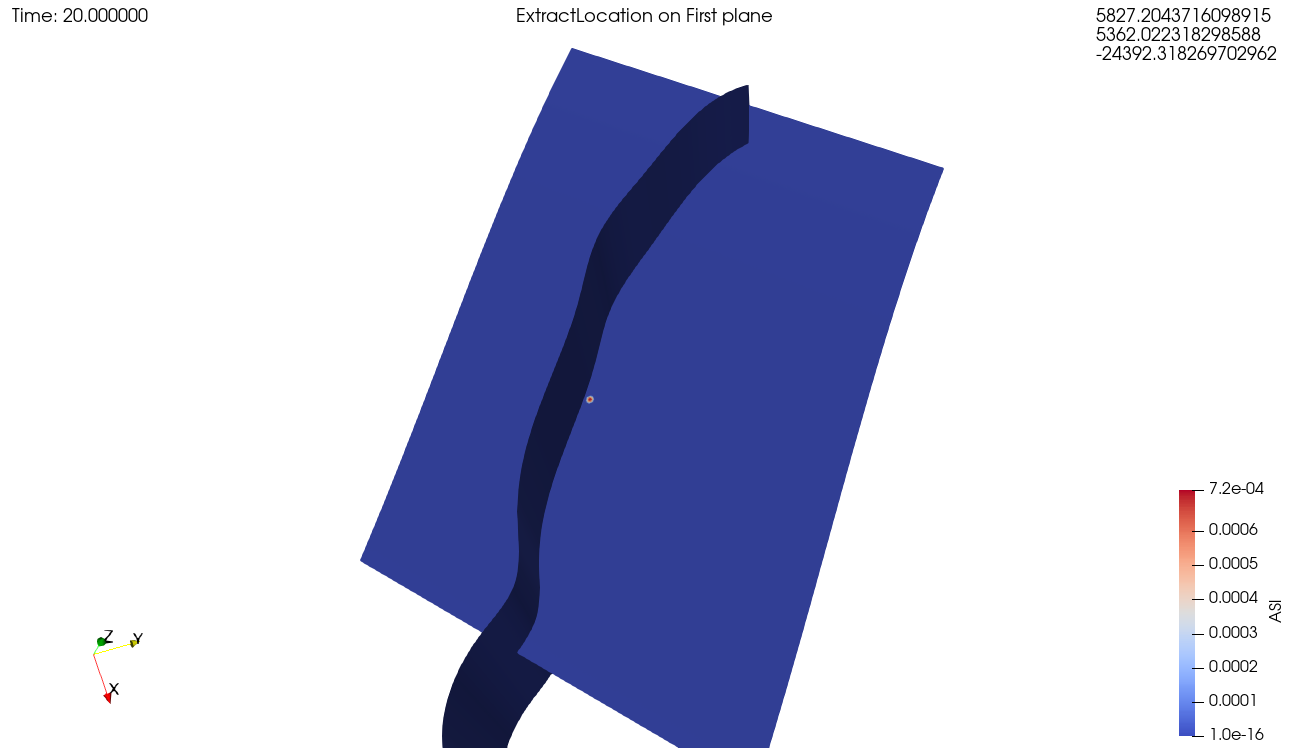 Time: 20.000000
ExtractLocation on First plane
5827.2043716098915
5362.022318298588
-24392.318269702962
7.2e-04
0.0006
0.0005
0.0004
0.0003
0.0002
0.0001
1.0e-16
ASI
Z
Y
X